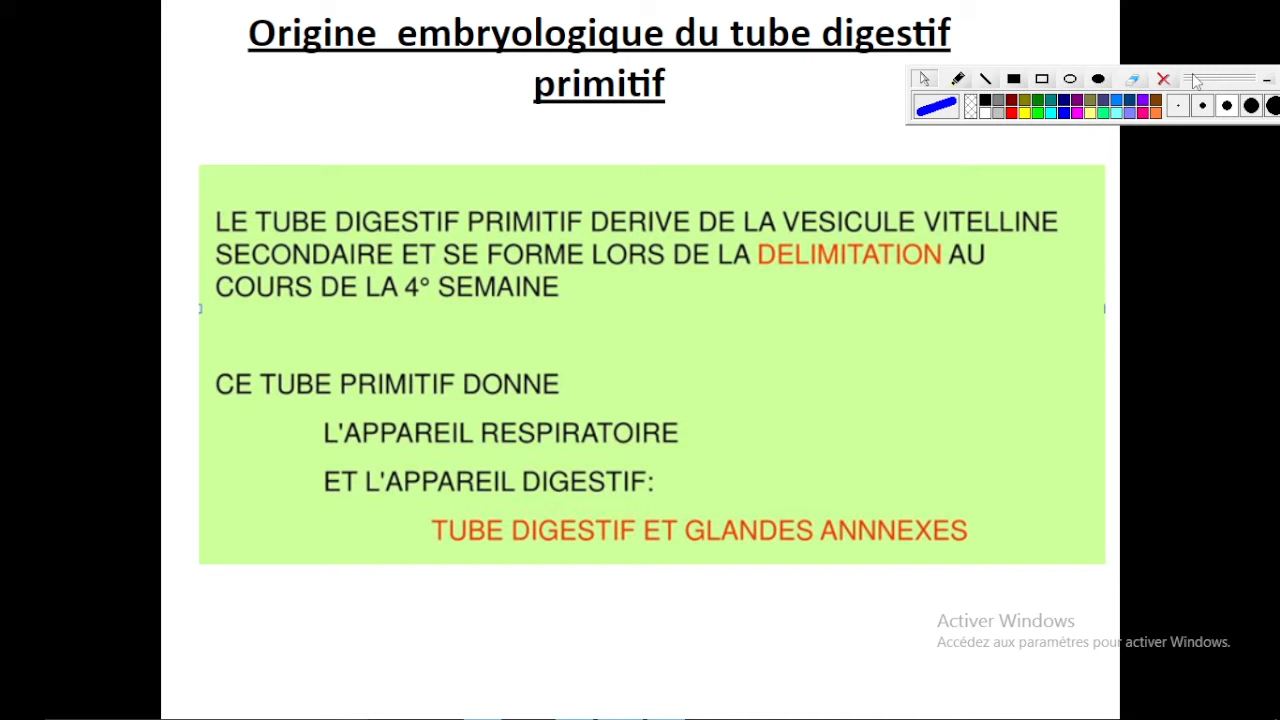 Origine embryologique du tube digestif
primitif
LE TUBE DIGESTIF PRIMITIF DERIVE DE LA VESICULE VITELLINE
SECONDAIRE ET SE FORME LORS DE LA DELIMITATION AU
COURS DE LA 4° SEMAINE
CE TUBE PRIMITIF DONNE
L'APPAREIL RESPIRATOIRE
ET L'APPAREIL DIGESTIF:
TUBE DIGESTIF ET GLANDES ANNNEXES
Activer Windows
Accédez aux paramètres pour activer Windows.